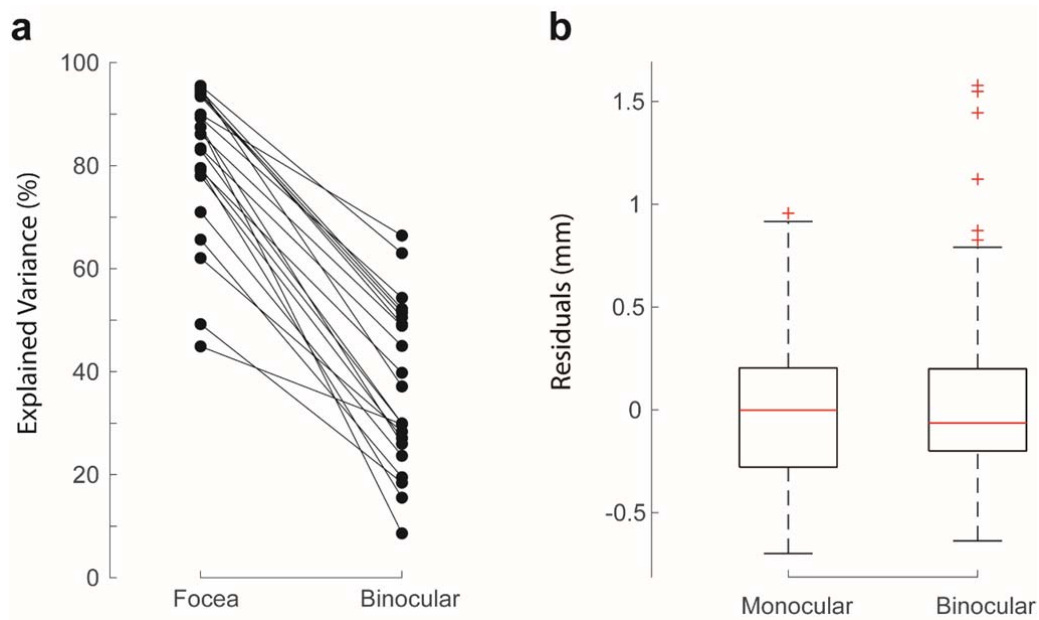 a
100
80
60
40
20
0
Explained Variance (%)
Focea
Binocular
b
1.5
1
0.5
0
-0.5
Residuals (mm)
Monocular
Binocular